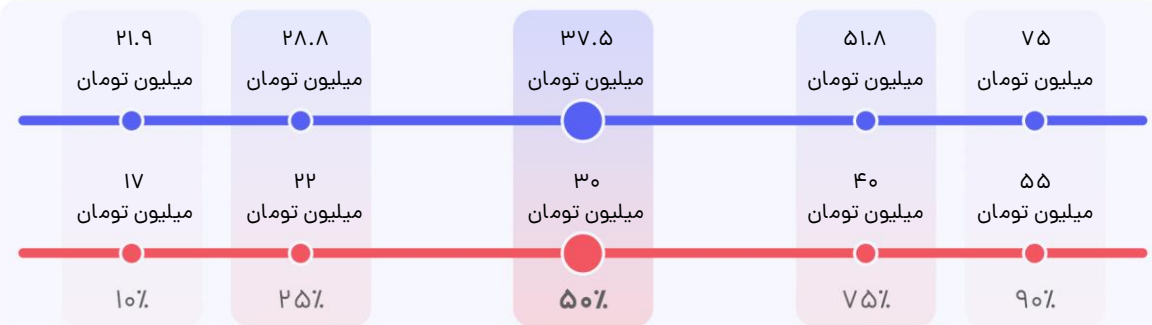 ۲۱.۹ ۲۸.۸ ۳۷.۵ ۵۱.۸ ۷۵
میلیون تومان میلیون تومان میلیون تومان میلیون تومان میلیون تومان
۱۷ ۲۲ ۳۰ ۴۰ ۵۵
میلیون تومان میلیون تومان میلیون تومان میلیون تومان میلیون تومان
۱۰٪ ۲۵٪ ۵۰٪ ۷۵٪ ۹۰٪